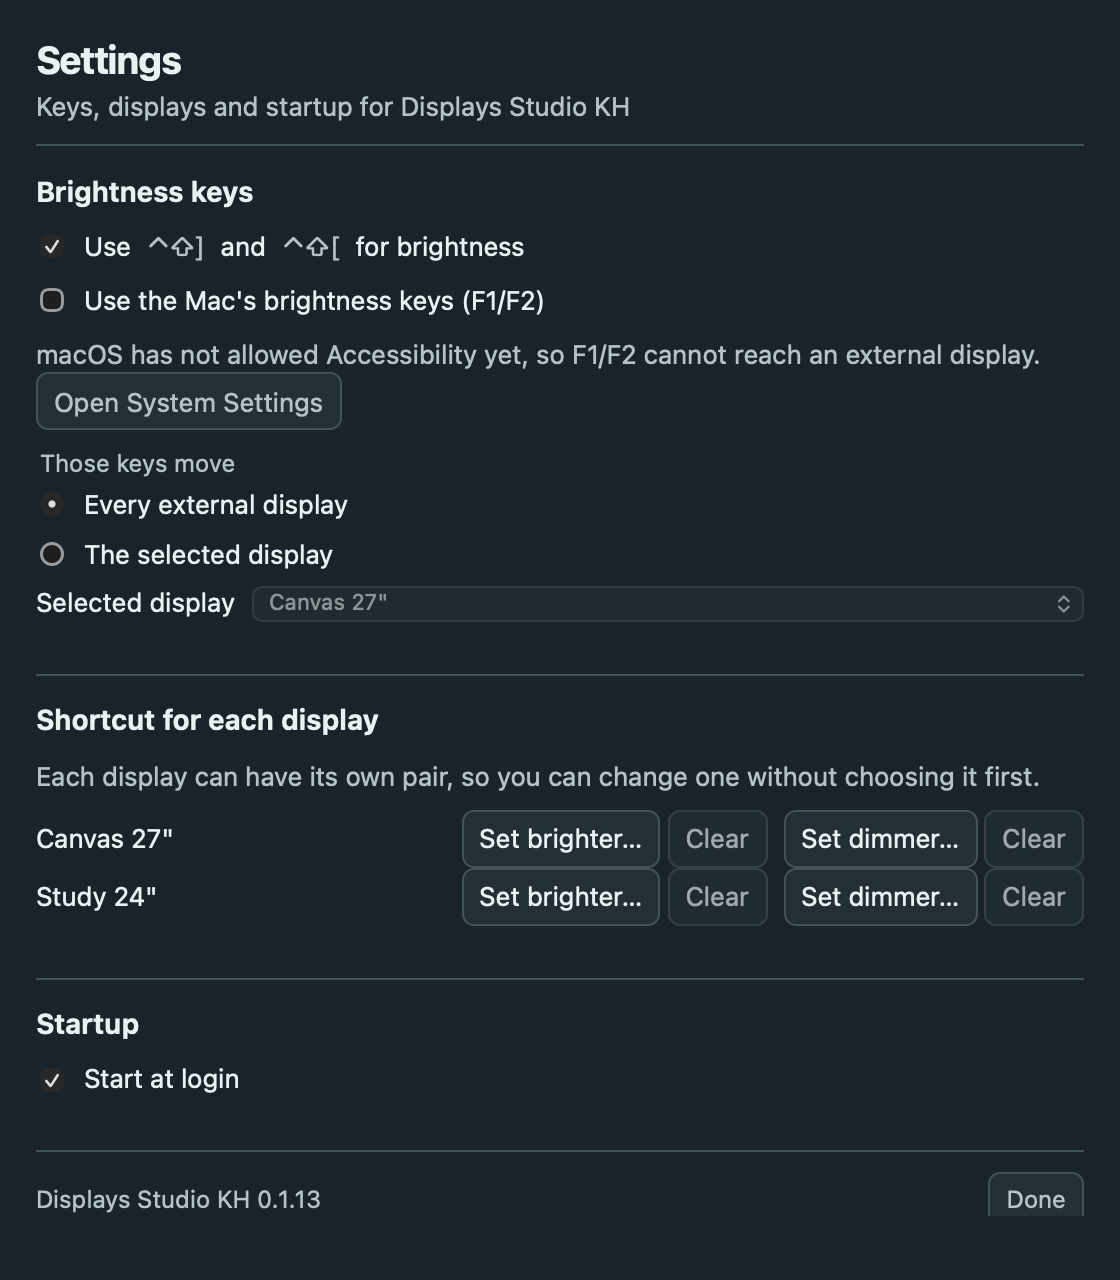 Settings
Keys, displays and startup for Displays Studio KH
Brightness keys
Use ^⇧] and ^⇧[ for brightness
Use the Mac's brightness keys (F1/F2)
macOS has not allowed Accessibility yet, so F1/F2 cannot reach an external display.
Open System Settings
Those keys move
Every external display
The selected display
Selected display Canvas 27"
Shortcut for each display
Each display can have its own pair, so you can change one without choosing it first.
Canvas 27" Set brighter... Clear Set dimmer... Clear
Study 24" Set brighter... Clear Set dimmer... Clear
Startup
Start at login
Displays Studio KH 0.1.13 Done